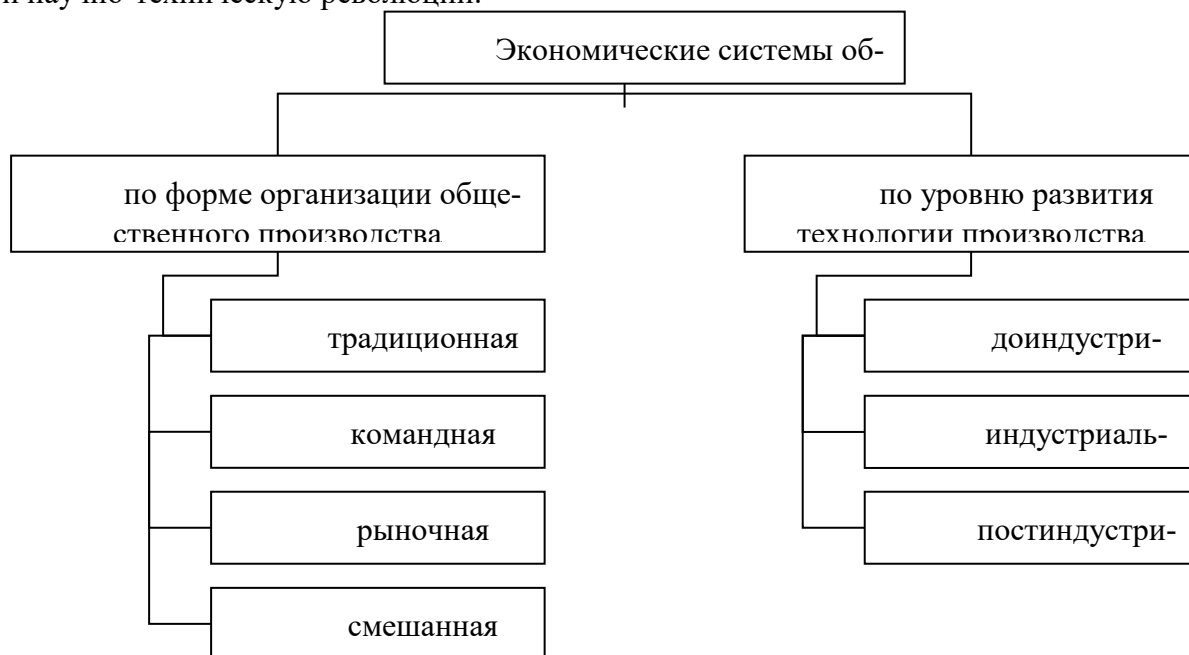 Экономические системы об-
по форме организации обще-
ственного производства
по уровню развития
технологии производства
традиционная
командная
рыночная
смешанная
доиндустри-
индустриаль-
постиндустри-